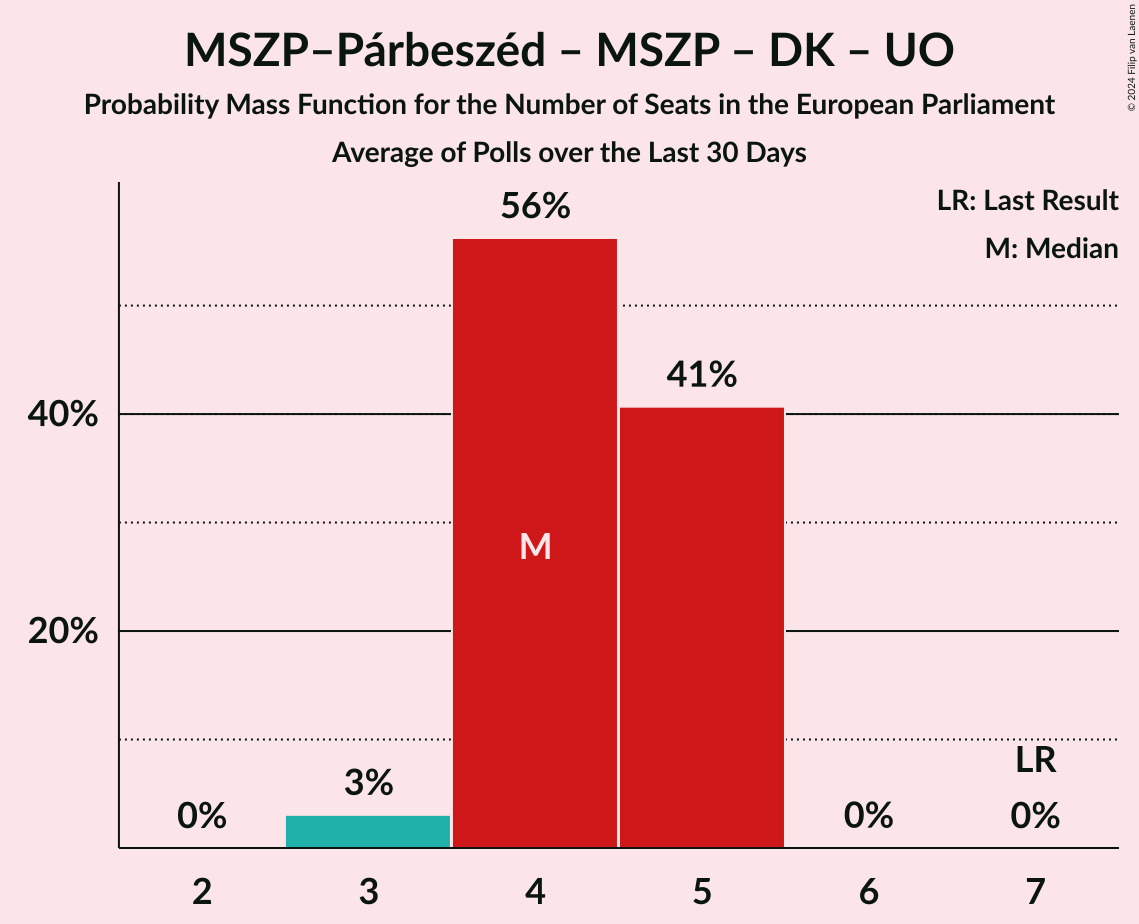 MSZP–Párbeszéd – MSZP – DK – UO
Probability Mass Function for the Number of Seats in the European Parliament
Average of Polls over the Last 30 Days
© 2024 Filip van Laenen
LR: Last Result
M: Median
56%
41%
40%
M
20%
LR
3%
0%
0%
0%
2
3
4
5
6
7